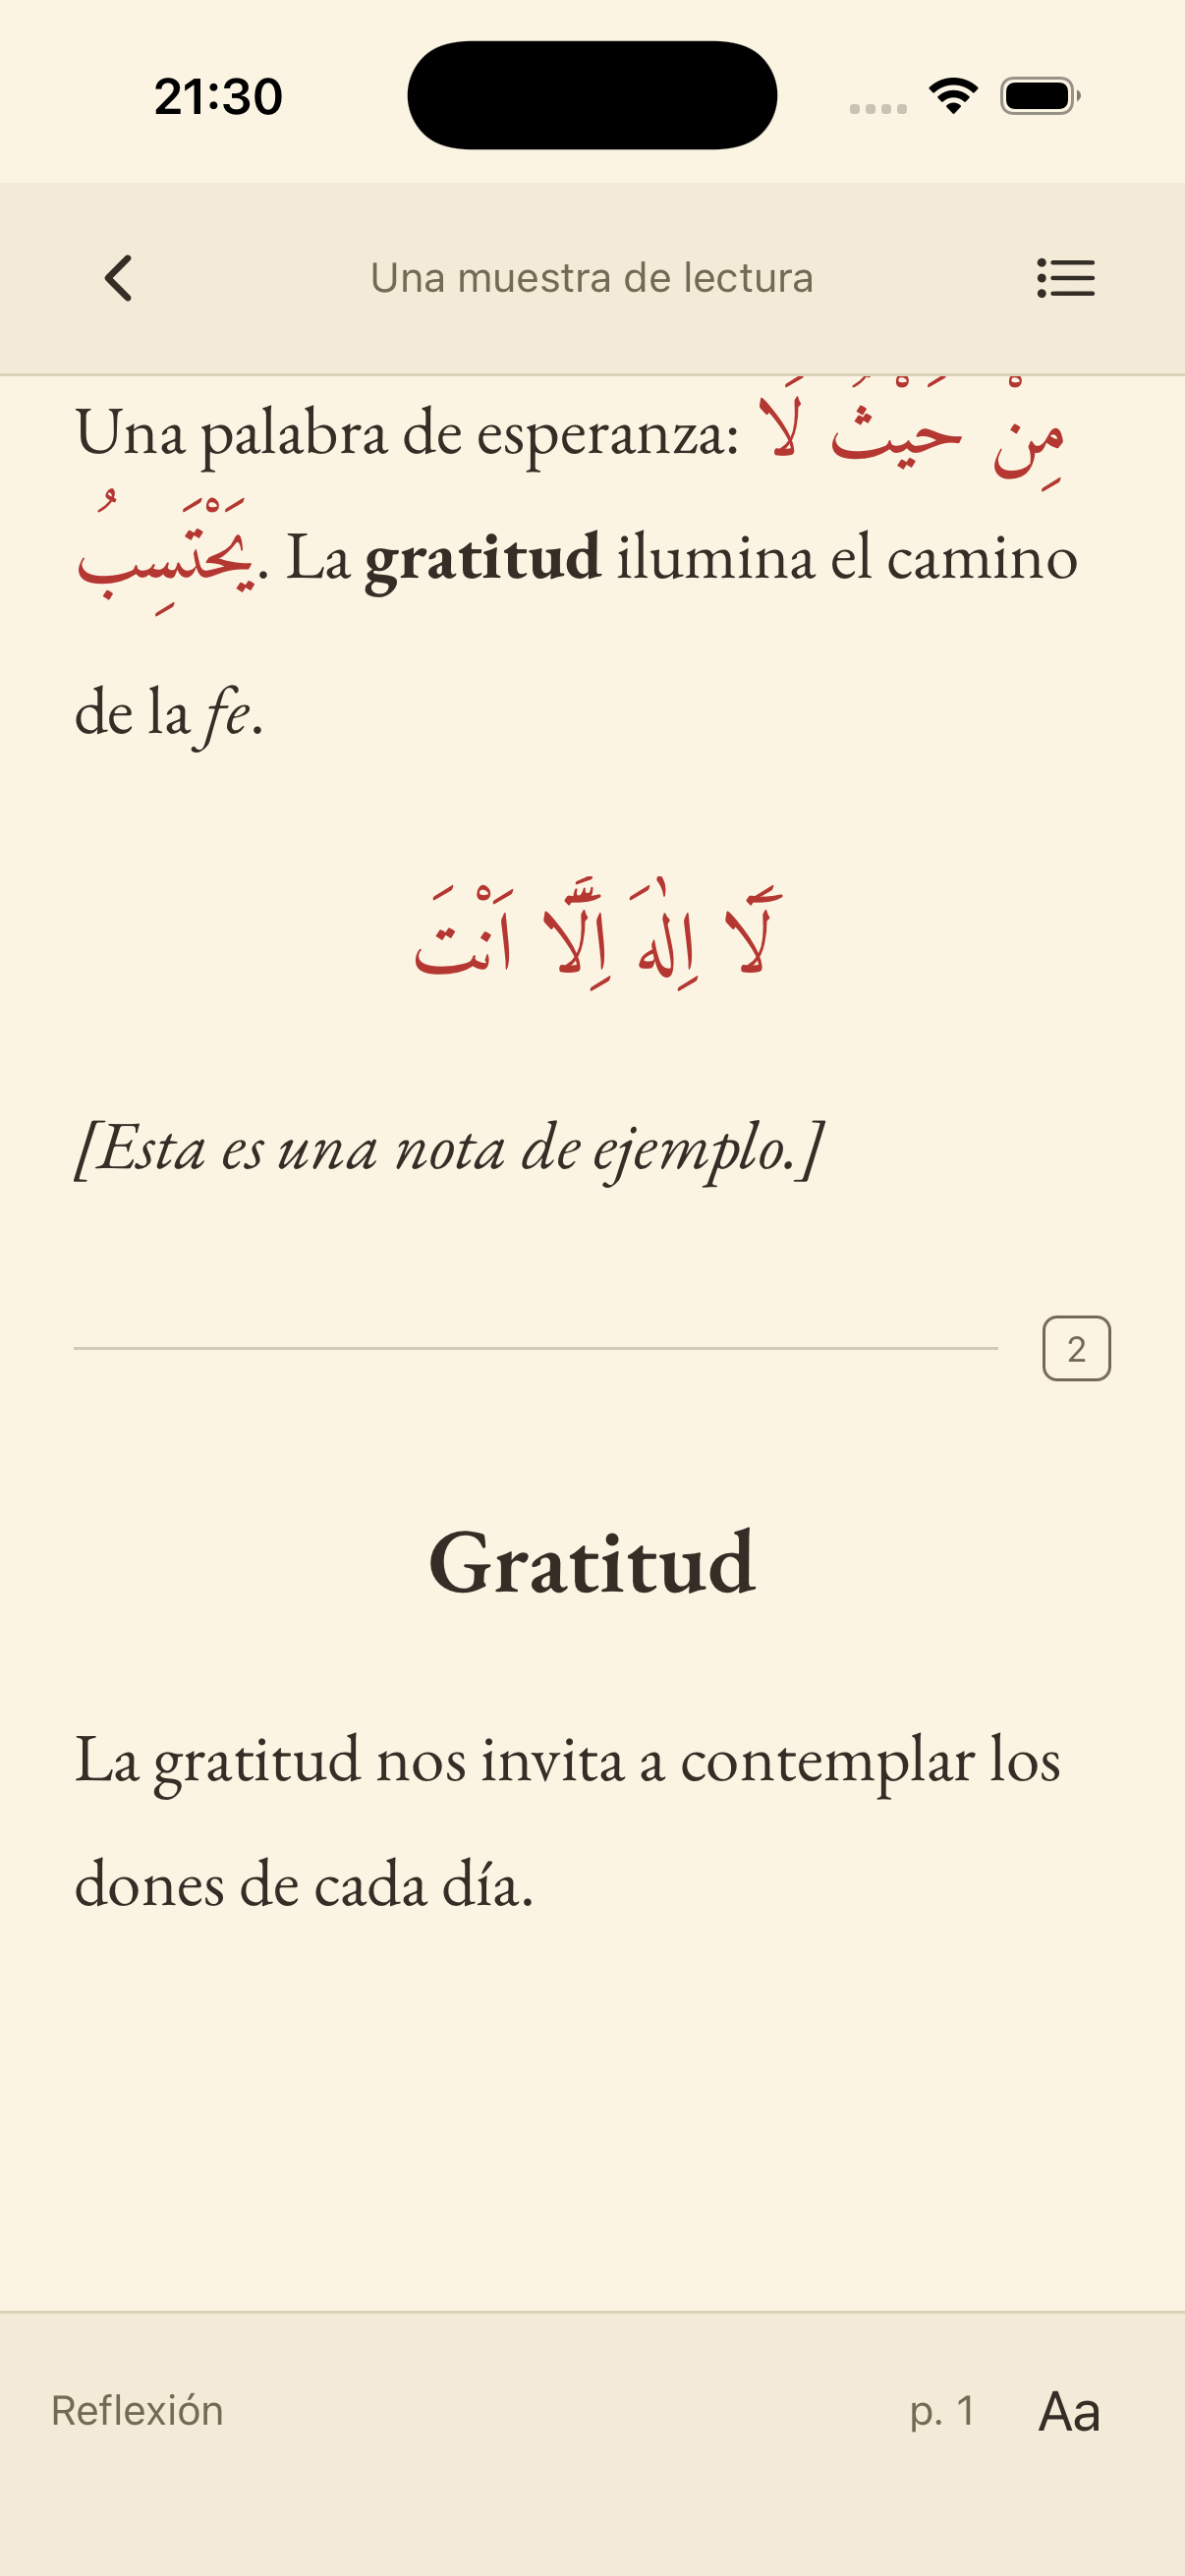 21:30
Una muestra de lectura
Una palabra de esperanza: مِنْ حَيْثُ لَا
يَحْتَسِبُ. La gratitud ilumina el camino
de la fe.
لَٓا اِلٰهَ اِلَّٓا اَنْتَ
[Esta es una nota de ejemplo.]
2
Gratitud
La gratitud nos invita a contemplar los
dones de cada día.
Reflexión p. 1 Aa